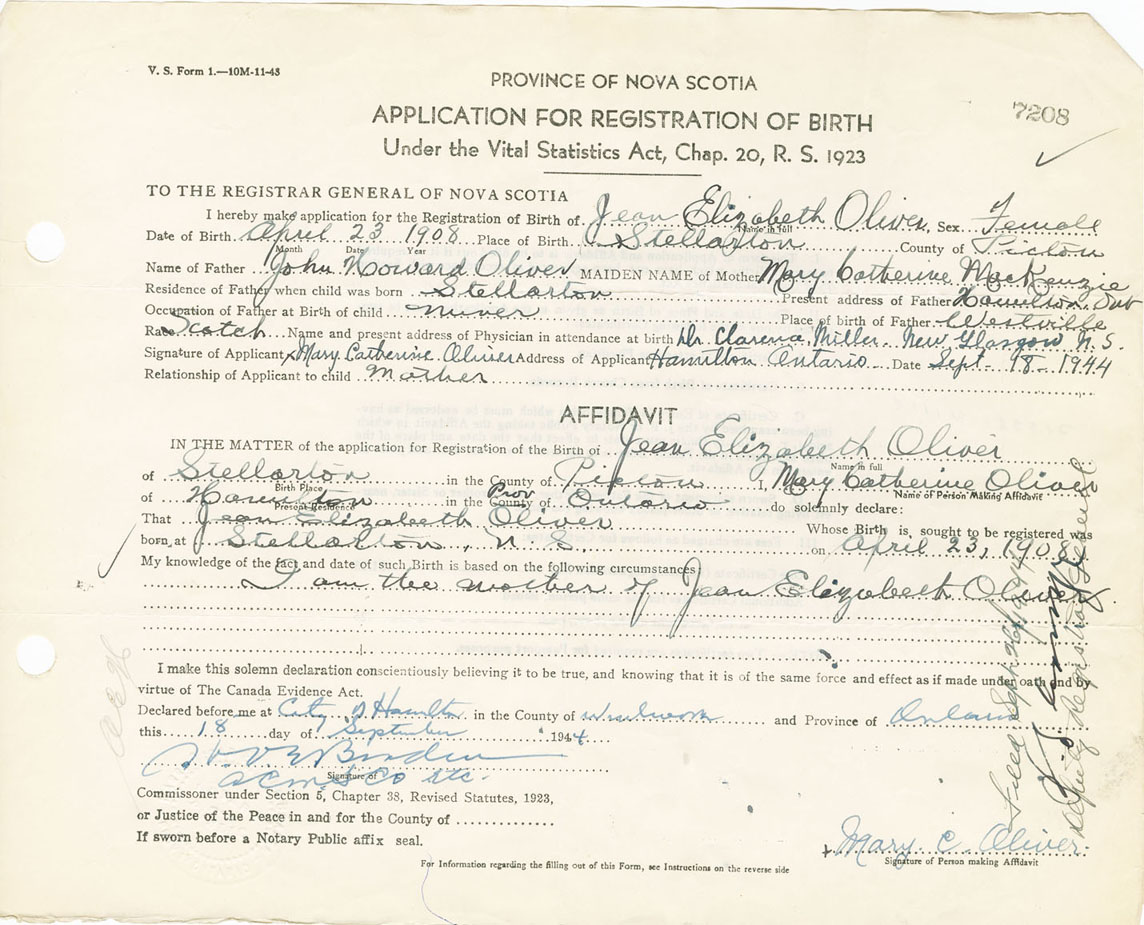 V. S. Form 1.—10M-11-43
PROVINCE OF NOVA SCOTIA
APPLICATION FOR REGISTRATION OF BIRTH
7208
Under the Vital Statistics Act, Chap. 20, R. S. 1923
TO THE REGISTRAR GENERAL OF NOVA SCOTIA
I hereby make application for the Registration of Birth of Jean Elizabeth Oliver, Sex Female
Name in full
Date of Birth April 23 1908 Place of Birth Stellarton County of Pictou
Month Date Year
Name of Father John Howard Oliver MAIDEN NAME of Mother Mary Catherine MacKenzie
Residence of Father when child was born Stellarton Present address of Father Hamilton, Ont
Occupation of Father at Birth of child Miner Place of birth of Father Westville
Race Scotch Name and present address of Physician in attendance at birth Dr. Clarence Miller New Glasgow N. S.
Signature of Applicant x Mary Catherine Oliver Address of Applicant Hamilton Ontario Date Sept - 18 - 1944
Relationship of Applicant to child Mother
AFFIDAVIT
IN THE MATTER of the application for Registration of the Birth of Jean Elizabeth Oliver
Name in full
of Stellarton in the County of Pictou I, Mary Catherine Oliver
Birth Place Name of Person Making Affidavit
of Hamilton in the County of Prov Ontario do solemnly declare:
Present Residence
That Jean Elizabeth Oliver Whose Birth is sought to be registered was
born at Stellarton, N. S. on April 23, 1908
My knowledge of the fact and date of such Birth is based on the following circumstances
I am the mother of Jean Elizabeth Oliver.
I make this solemn declaration conscientiously believing it to be true, and knowing that it is of the same force and effect as if made under oath and by
virtue of The Canada Evidence Act.
Declared before me at City of Hamilton in the County of Wentworth and Province of Ontario
this 18 day of September 1944
Signature of
Commissoner under Section 5, Chapter 38, Revised Statutes, 1923,
or Justice of the Peace in and for the County of
If sworn before a Notary Public affix seal.
+ Mary C. Oliver
Signature of Person making Affidavit
For Information regarding the filling out of this Form, see Instructions on the reverse side
Filed Sept. 26/1944
Deputy Registrar General